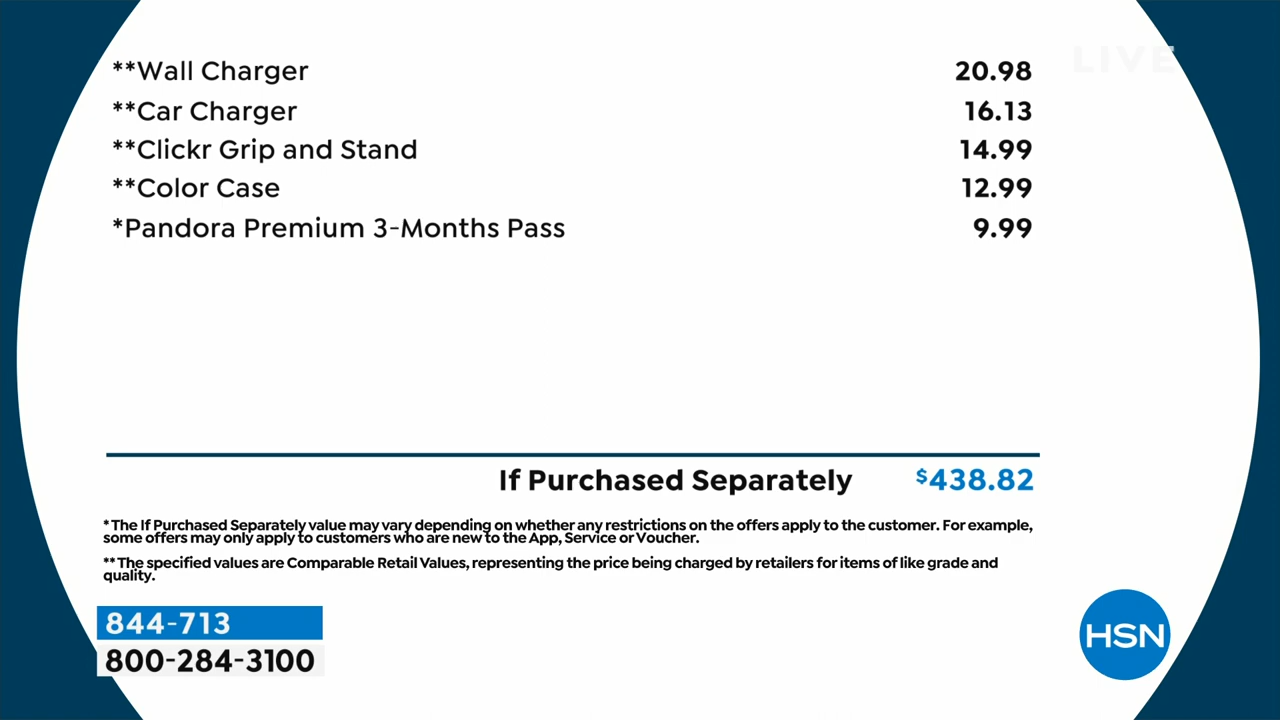 LIVE
**Wall Charger 20.98
**Car Charger 16.13
**Clickr Grip and Stand 14.99
**Color Case 12.99
*Pandora Premium 3-Months Pass 9.99
If Purchased Separately $438.82
* The If Purchased Separately value may vary depending on whether any restrictions on the offers apply to the customer. For example,
some offers may only apply to customers who are new to the App, Service or Voucher.
** The specified values are Comparable Retail Values, representing the price being charged by retailers for items of like grade and
quality.
844-713
800-284-3100
HSN